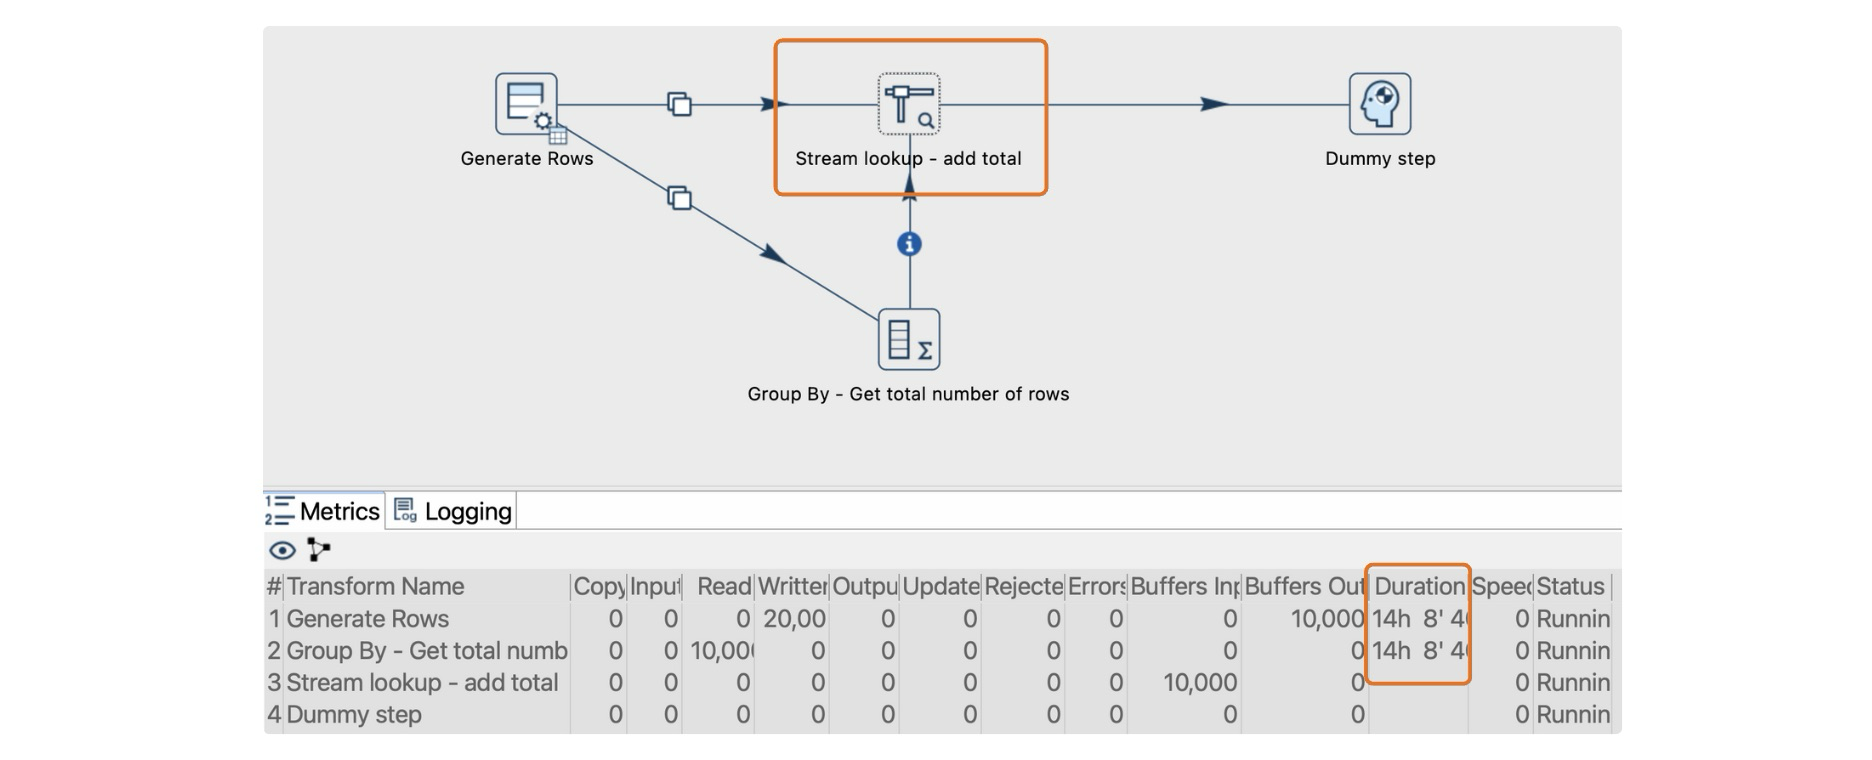 Generate Rows
Stream lookup - add total
Dummy step
Group By - Get total number of rows
1 2 Metrics Log Logging
# Transform Name Copy Input Read Writter Outpu Update Rejecte Errors Buffers Inp Buffers Out Duration Speed Status
1 Generate Rows 0 0 0 20,00 0 0 0 0 0 10,000 14h 8' 4 0 Runnin
2 Group By - Get total numb 0 0 10,00 0 0 0 0 0 0 0 14h 8' 4 0 Runnin
3 Stream lookup - add total 0 0 0 0 0 0 0 0 10,000 0 0 Runnin
4 Dummy step 0 0 0 0 0 0 0 0 0 0 0 Runnin